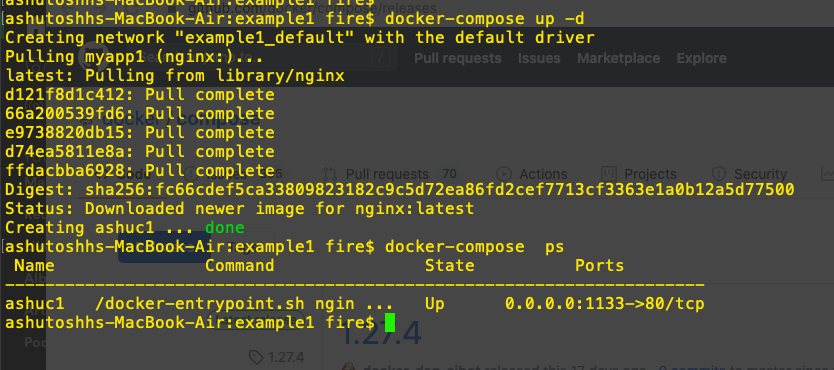 ashutoshhs-MacBook-Air:example1 fire$
ashutoshhs-MacBook-Air:example1 fire$ docker-compose up -d
Creating network "example1_default" with the default driver
Pulling myapp1 (nginx:)...
latest: Pulling from library/nginx
d121f8d1c412: Pull complete
66a200539fd6: Pull complete
e9738820db15: Pull complete
d74ea5811e8a: Pull complete
ffdacbba6928: Pull complete
Digest: sha256:fc66cdef5ca33809823182c9c5d72ea86fd2cef7713cf3363e1a0b12a5d77500
Status: Downloaded newer image for nginx:latest
Creating ashuc1 ... done
ashutoshhs-MacBook-Air:example1 fire$ docker-compose  ps
Name Command State Ports
------------------------------------------------------------------------
ashuc1 /docker-entrypoint.sh ngin ... Up 0.0.0.0:1133->80/tcp
ashutoshhs-MacBook-Air:example1 fire$
Pull requests Issues Marketplace Explore
Pull requests 70 Actions Projects Security
1.27.4
1.27.4